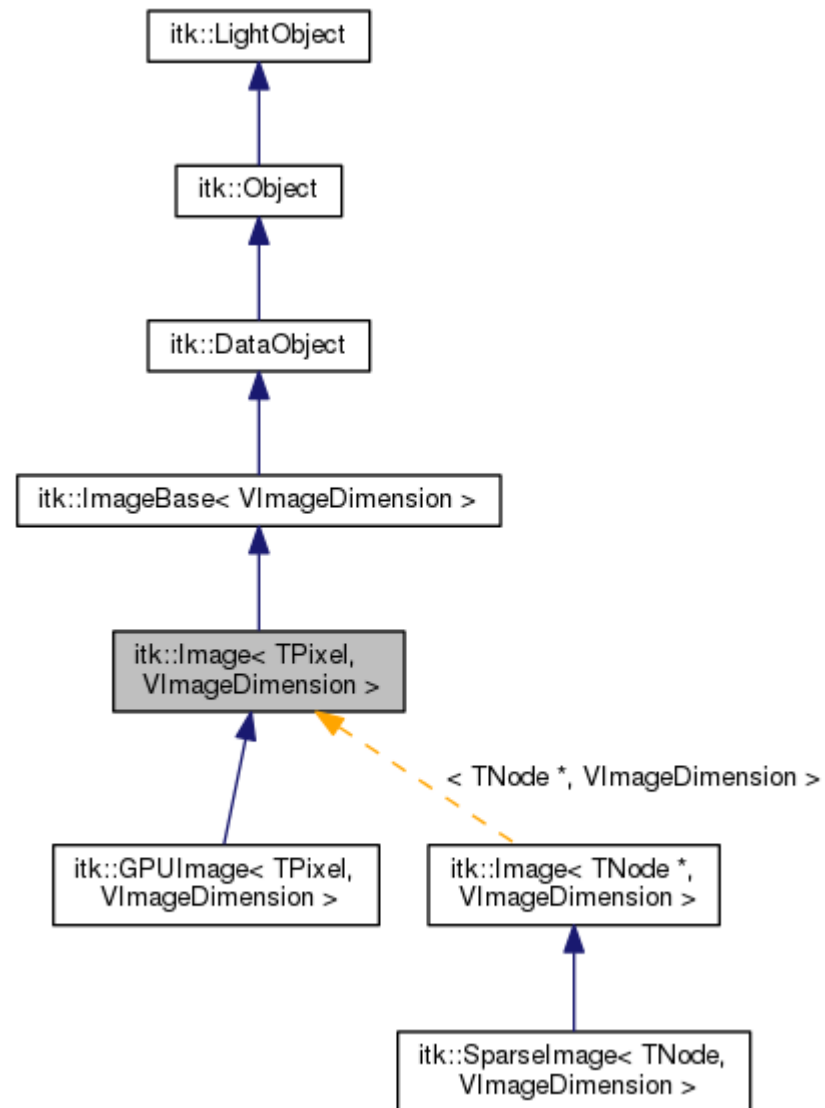 itk::LightObject
itk::Object
itk::DataObject
itk::ImageBase< VImageDimension >
itk::Image< TPixel,
VImageDimension >
< TNode *, VImageDimension >
itk::GPUImage< TPixel,
VImageDimension >
itk::Image< TNode *,
VImageDimension >
itk::SparseImage< TNode,
VImageDimension >